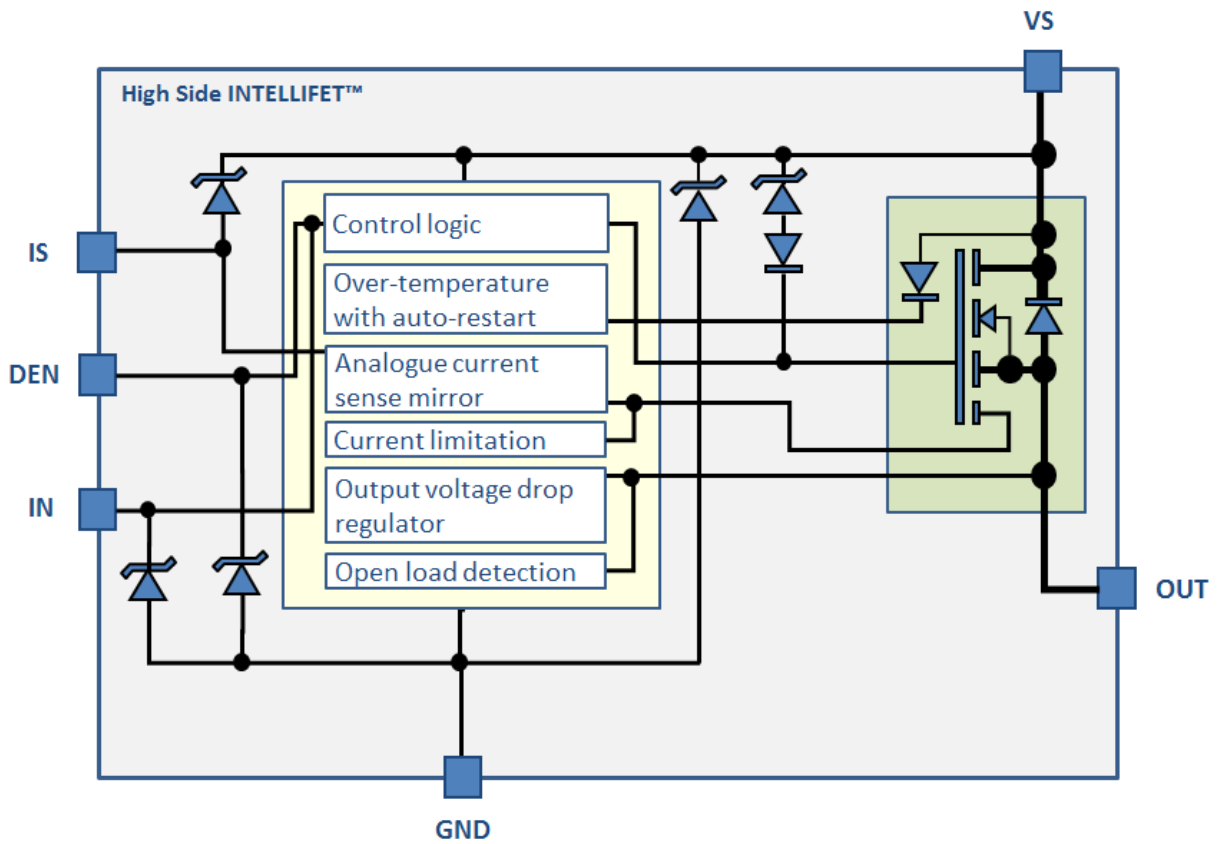 VS
High Side INTELLIFET™
IS
Control logic
Over-temperature
with auto-restart
DEN
Analogue current
sense mirror
Current limitation
IN
Output voltage drop
regulator
Open load detection
OUT
GND